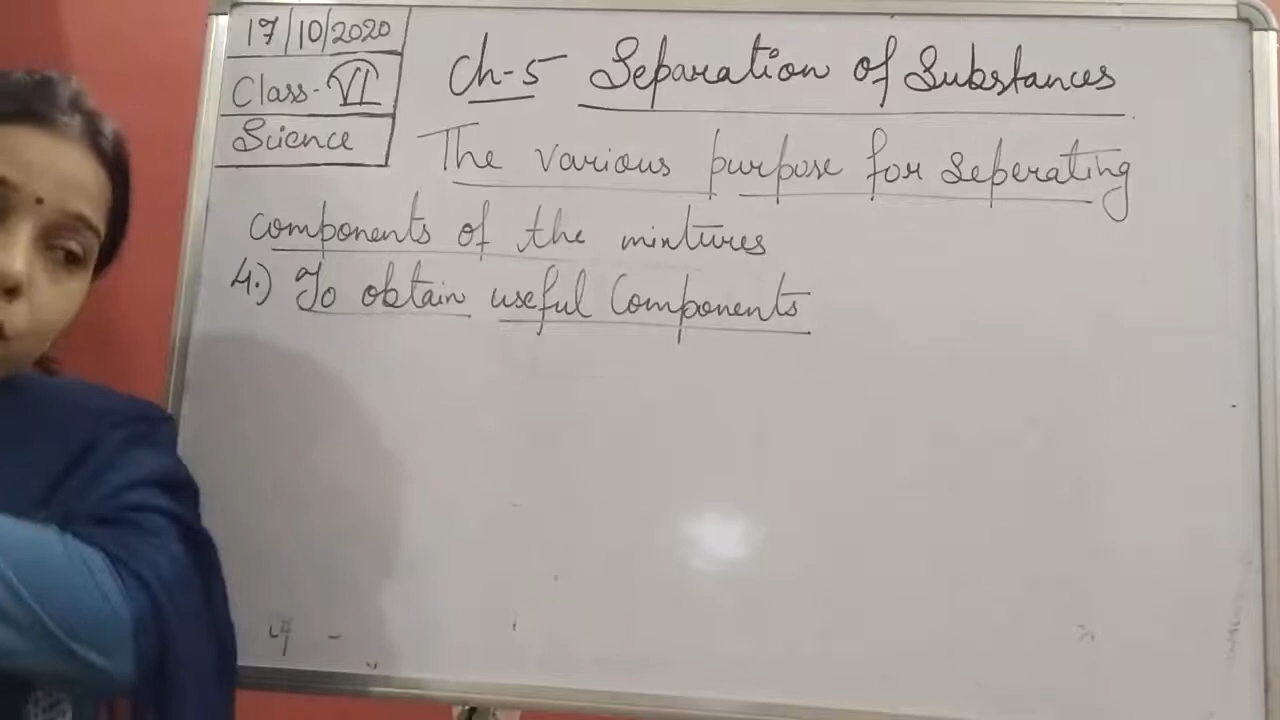 17/10/2020
Class-VI
Science
Ch-5 Separation of Substances
The various purpose for seperating
components of the mixtures
4.) To obtain useful Components